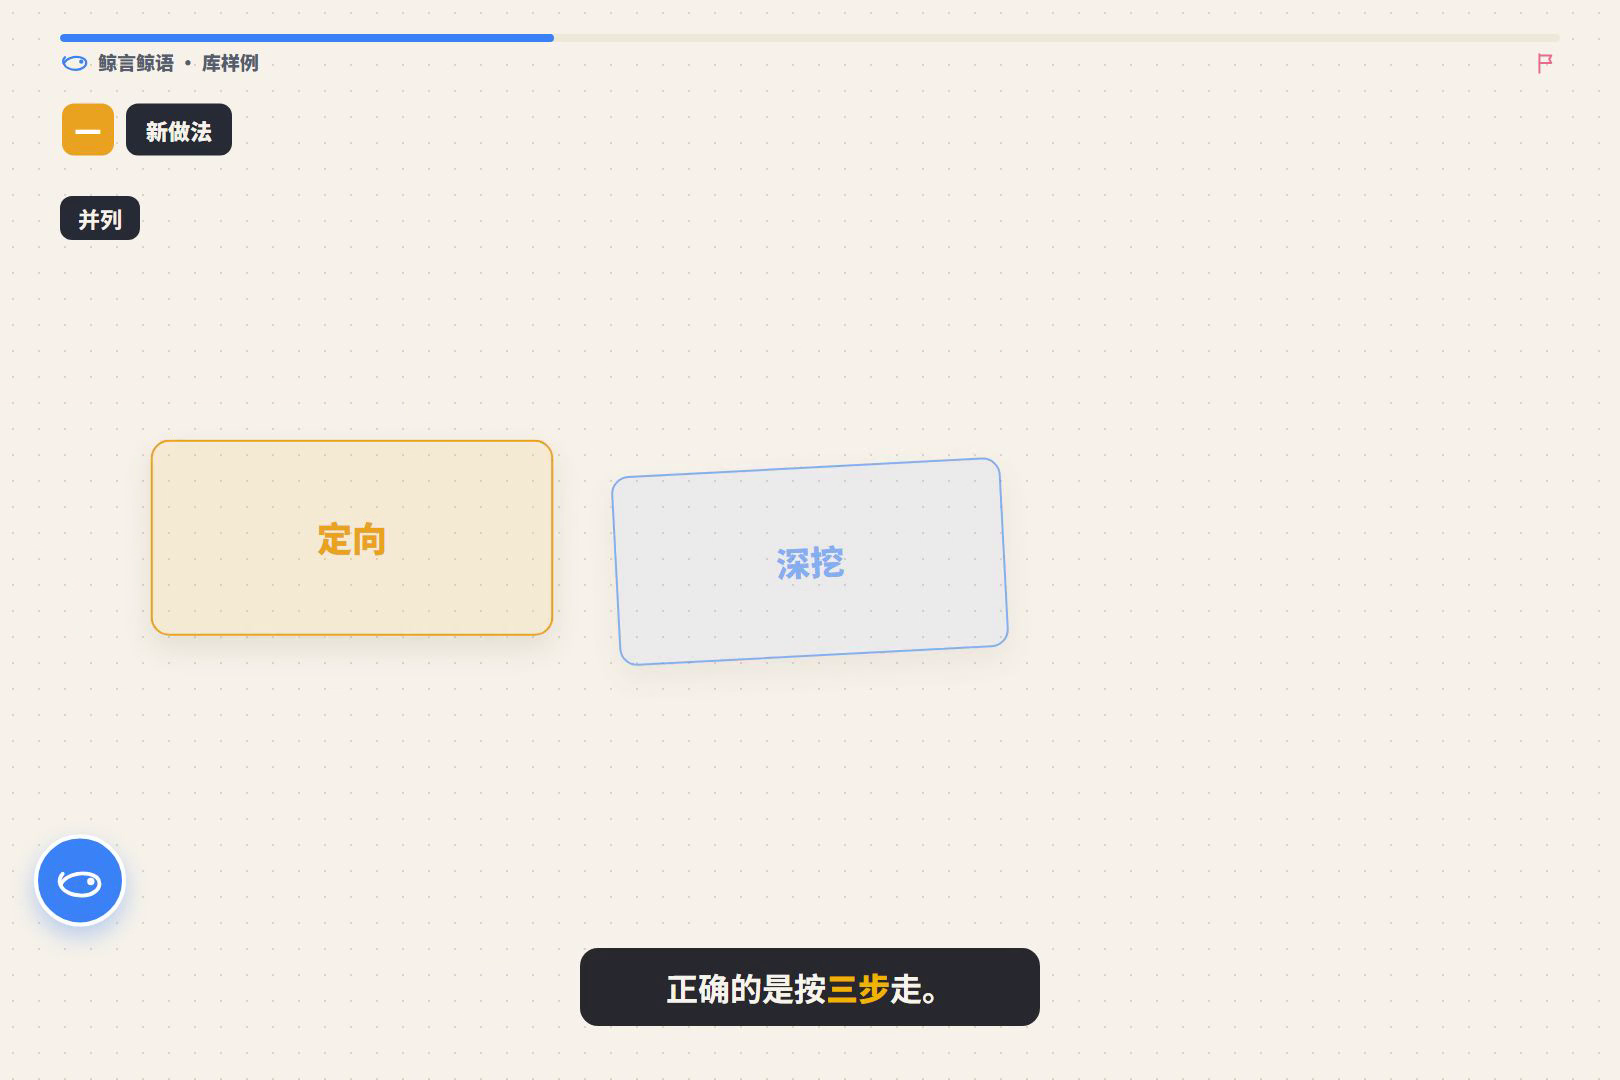 鲸言鲸语 • 库样例
一 新做法
并列
定向
深挖
正确的是按三步走。